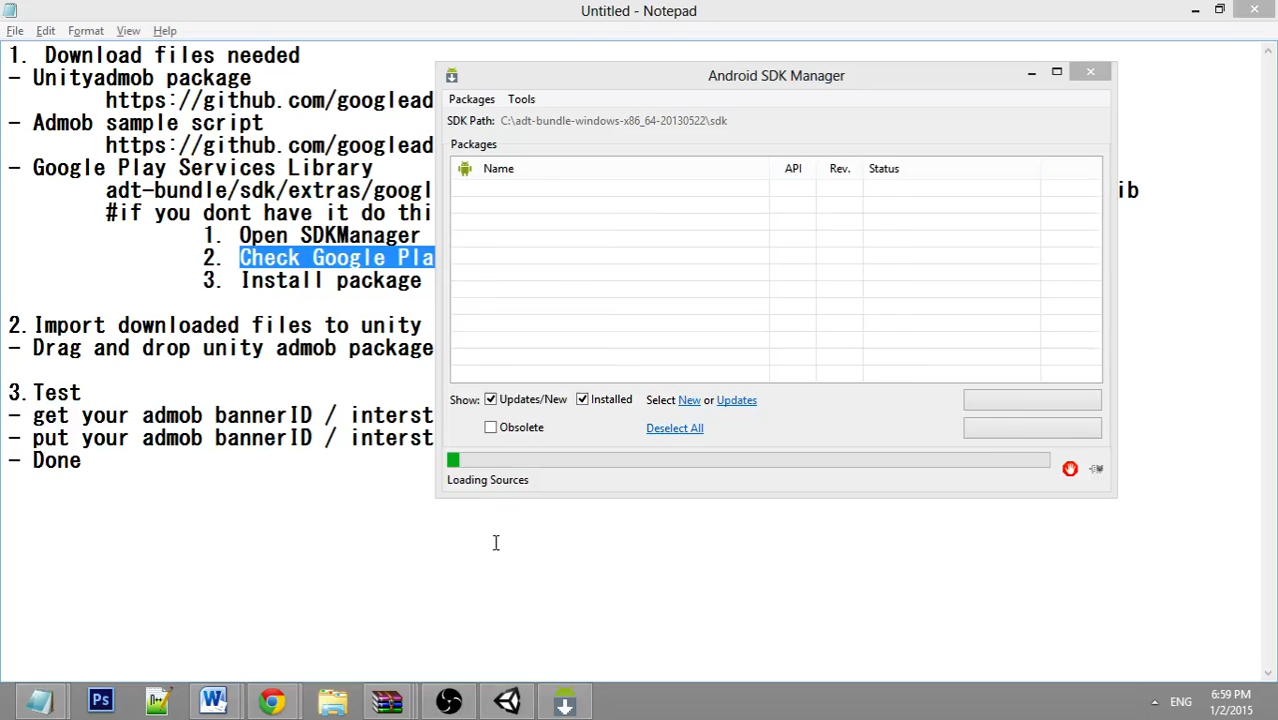 Untitled - Notepad
File Edit Format View Help
1. Download files needed
- Unityadmob package
https://github.com/googlead
- Admob sample script
https://github.com/googlead
- Google Play Services Library
adt-bundle/sdk/extras/googl
ib
#if you dont have it do thi
1. Open SDKManager
2. Check Google Pla
3. Install package
2.Import downloaded files to unity
- Drag and drop unity admob package
3.Test
- get your admob bannerID / interst
- put your admob bannerID / interst
- Done
Android SDK Manager
Packages Tools
SDK Path: C:\adt-bundle-windows-x86_64-20130522\sdk
Packages
Name API Rev. Status
Show: Updates/New Installed Select New or Updates
Obsolete Deselect All
Loading Sources
Ps
n++
W
ENG
6:59 PM
1/2/2015